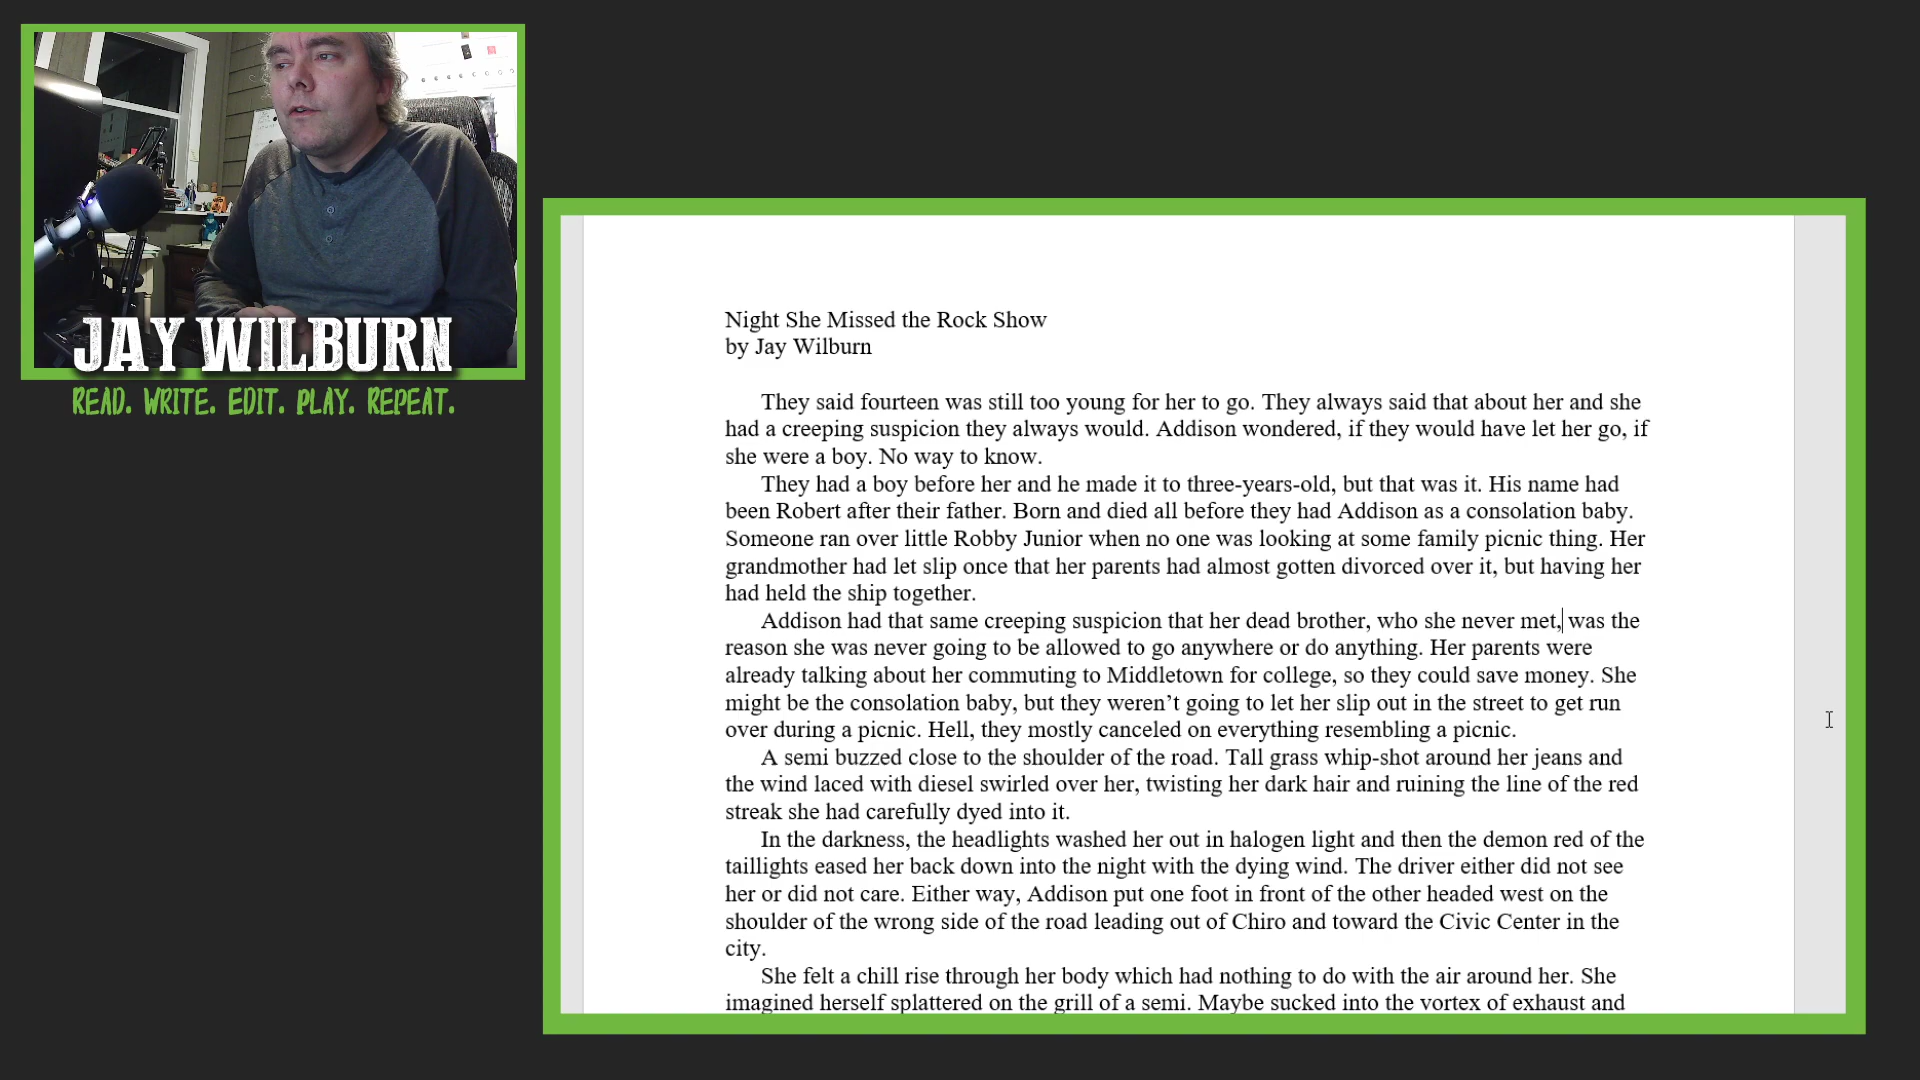 JAY WILBURN
READ. WRITE. EDIT. PLAY. REPEAT.
Night She Missed the Rock Show
by Jay Wilburn
They said fourteen was still too young for her to go. They always said that about her and she
had a creeping suspicion they always would. Addison wondered, if they would have let her go, if
she were a boy. No way to know.
They had a boy before her and he made it to three-years-old, but that was it. His name had
been Robert after their father. Born and died all before they had Addison as a consolation baby.
Someone ran over little Robby Junior when no one was looking at some family picnic thing. Her
grandmother had let slip once that her parents had almost gotten divorced over it, but having her
had held the ship together.
Addison had that same creeping suspicion that her dead brother, who she never met, was the
reason she was never going to be allowed to go anywhere or do anything. Her parents were
already talking about her commuting to Middletown for college, so they could save money. She
might be the consolation baby, but they weren’t going to let her slip out in the street to get run
over during a picnic. Hell, they mostly canceled on everything resembling a picnic.
A semi buzzed close to the shoulder of the road. Tall grass whip-shot around her jeans and
the wind laced with diesel swirled over her, twisting her dark hair and ruining the line of the red
streak she had carefully dyed into it.
In the darkness, the headlights washed her out in halogen light and then the demon red of the
taillights eased her back down into the night with the dying wind. The driver either did not see
her or did not care. Either way, Addison put one foot in front of the other headed west on the
shoulder of the wrong side of the road leading out of Chiro and toward the Civic Center in the
city.
She felt a chill rise through her body which had nothing to do with the air around her. She
imagined herself splattered on the grill of a semi. Maybe sucked into the vortex of exhaust and